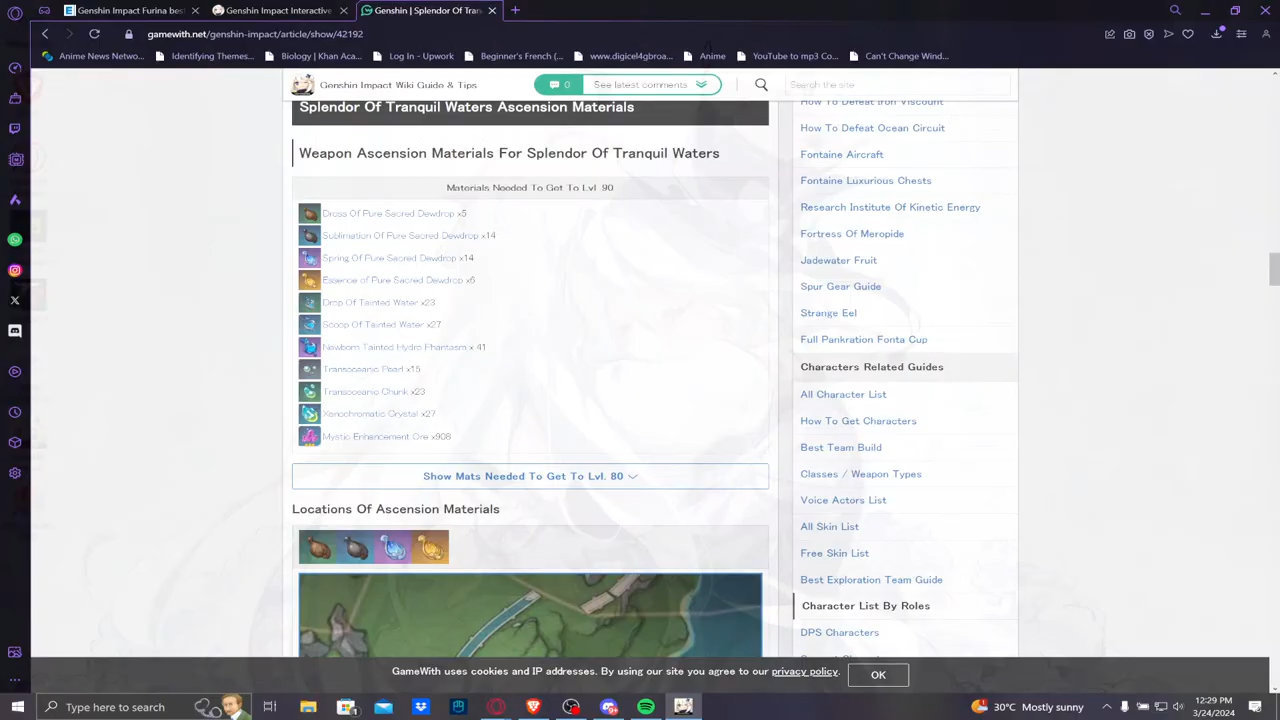 Genshin Impact Furina best
Genshin Impact | Weapon Ascen
Genshin | Splendor Of Tran
gamewith.net/genshin-impact/article/show/42192
Anime News Netwo...
Identifying Themes...
Biology | Khan Acad
Log In - Upwork
Beginner's French (...
www.digicel4gbroa...
Anime
YouTube to mp3 Co...
Can't Change Wind...
Genshin Impact Wiki Guide & Tips
0
See latest comments
Search the site
Splendor Of Tranquil Waters Ascension Materials
Weapon Ascension Materials For Splendor Of Tranquil Waters
Materials Needed To Get To Lvl. 90
Dross Of Pure Sacred Dewdrop x5
Sublimation Of Pure Sacred Dewdrop x14
Spring Of Pure Sacred Dewdrop x14
Essence of Pure Sacred Dewdrop x6
Drop Of Tainted Water x23
Scoop Of Tainted Water x27
Newborn Tainted Hydro Phantasm x 41
Transoceanic Pearl x15
Transoceanic Chunk x23
Xenochromatic Crystal x27
Mystic Enhancement Ore x908
Show Mats Needed To Get To Lvl. 80
Locations Of Ascension Materials
How To Defeat Iron Viscount
How To Defeat Ocean Circuit
Fontaine Aircraft
Fontaine Luxurious Chests
Research Institute Of Kinetic Energy
Fortress Of Meropide
Jadewater Fruit
Spur Gear Guide
Strange Eel
Full Pankration Fonta Cup
Characters Related Guides
All Character List
How To Get Characters
Best Team Build
Classes / Weapon Types
Voice Actors List
All Skin List
Free Skin List
Best Exploration Team Guide
Character List By Roles
DPS Characters
GameWith uses cookies and IP addresses. By using our site you agree to our privacy policy.
OK
Type here to search
30°C Mostly sunny
12:29 PM
3/24/2024